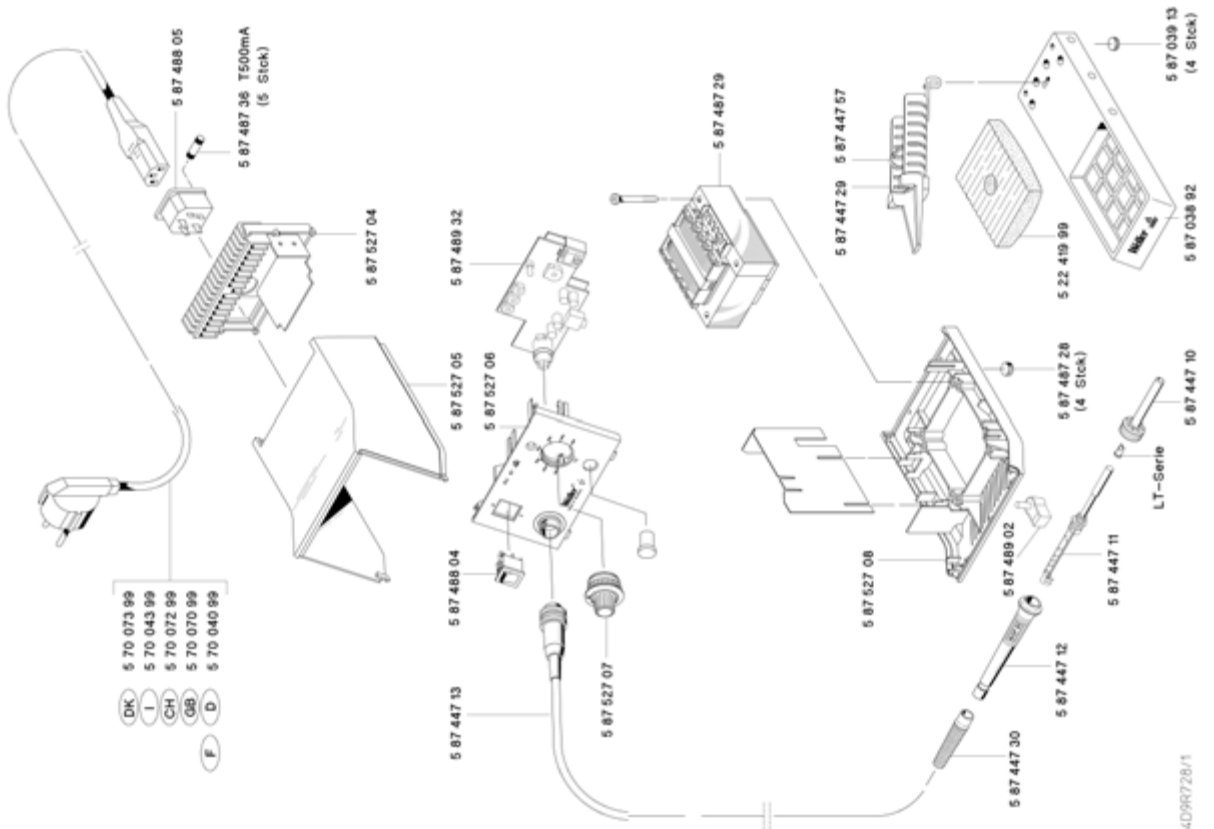 5 87 488 05
5 87 487 36 T500mA
(5 Stck)
5 87 527 04
5 87 489 32
5 87 527 05
5 87 527 06
5 87 488 04
5 87 447 13
5 87 527 07
DK 5 70 073 99
I 5 70 043 99
CH 5 70 072 99
GB 5 70 070 99
F D 5 70 040 99
5 87 487 29
5 87 447 57
5 87 447 29
5 22 419 99
5 87 039 13
(4 Stck)
5 87 038 92
Weller
Weller
5 87 487 28
(4 Stck)
5 87 527 08
5 87 489 02
5 87 447 10
LT-Serie
5 87 447 11
5 87 447 12
5 87 447 30
4D9R728/1